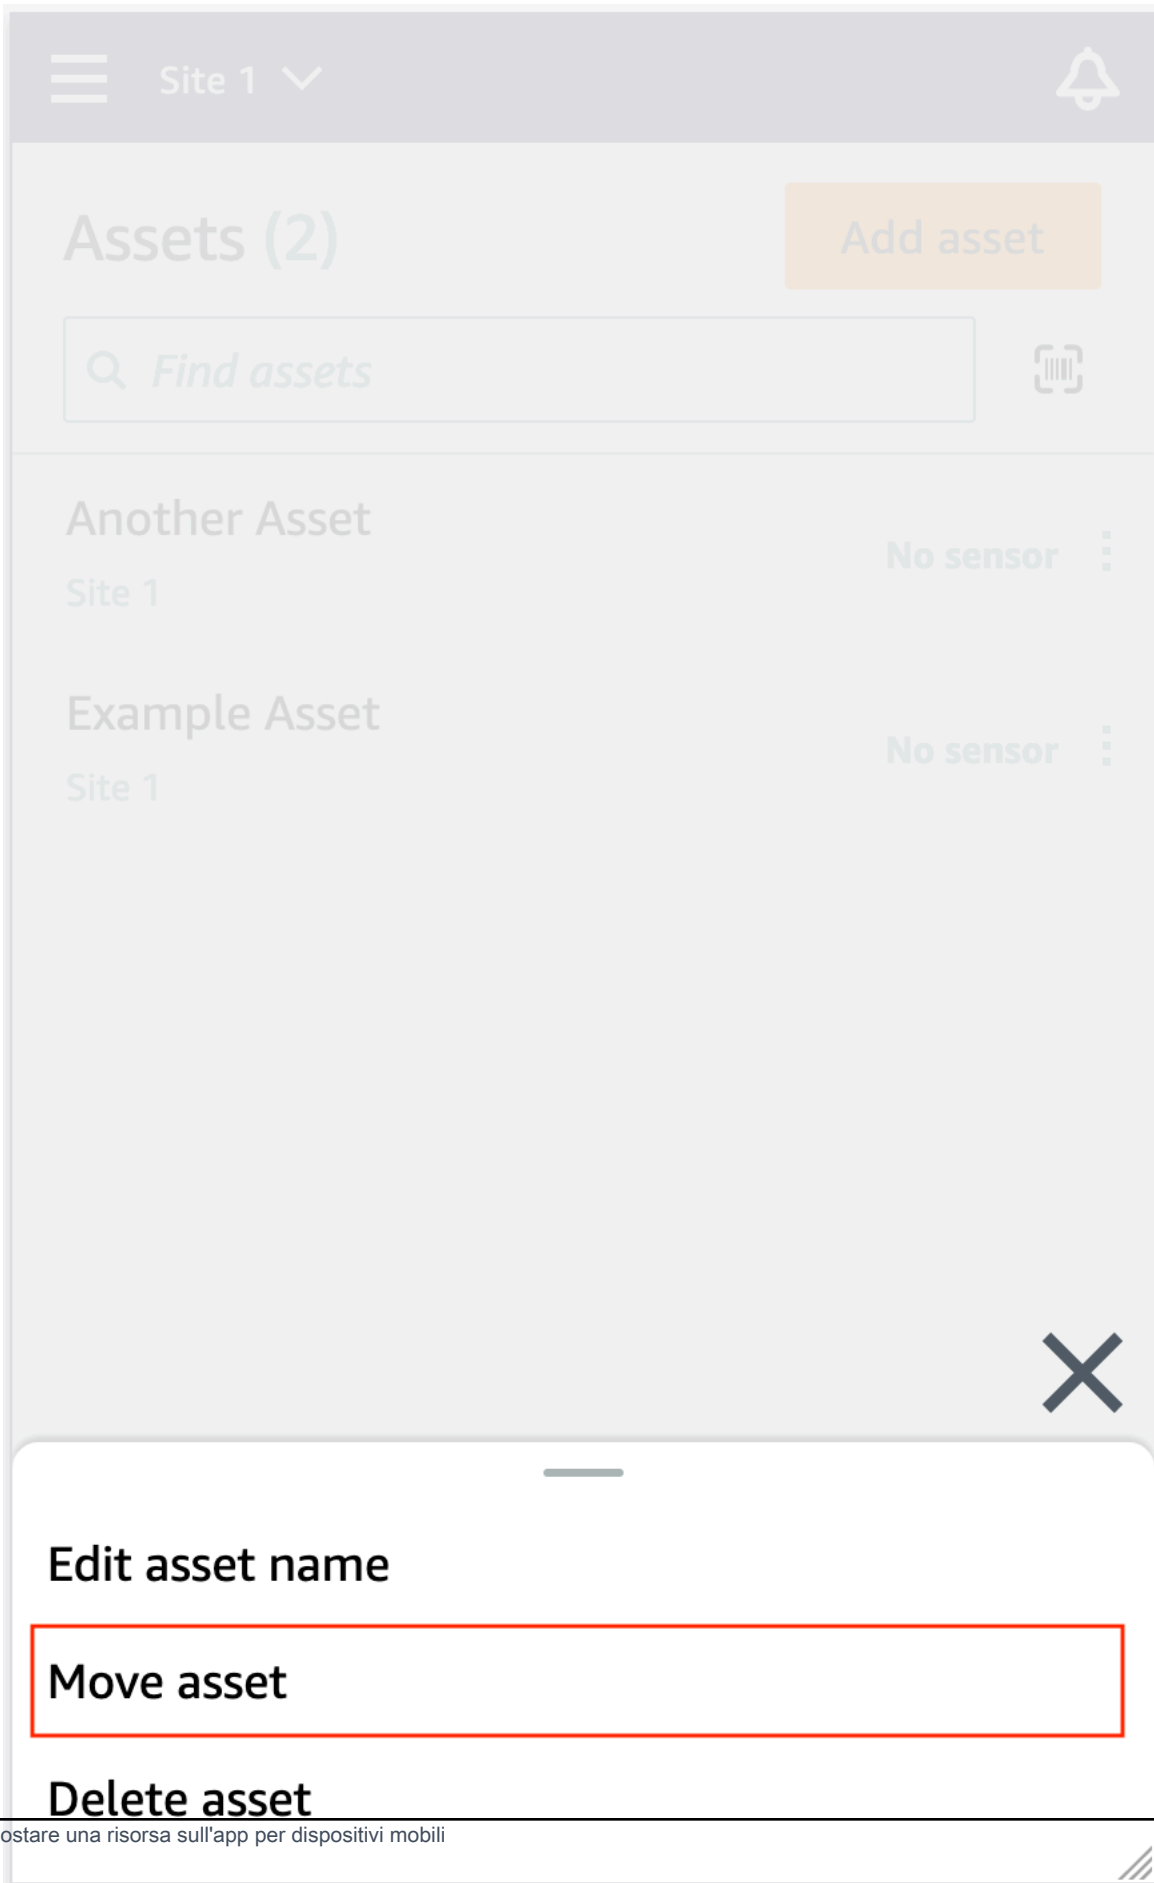 Site 1
Assets (2)
Add asset
Find assets
Another Asset
No sensor
Site 1
Example Asset
No sensor
Site 1
Edit asset name
Move asset
Delete asset
ostare una risorsa sull'app per dispositivi mobili